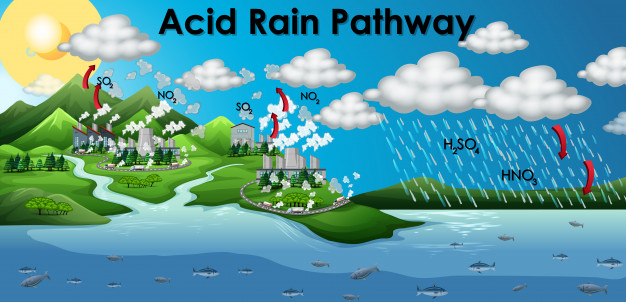 Acid Rain Pathway
SO₂
NO₂
SO₂
NO₂
H₂SO₄
HNO₃